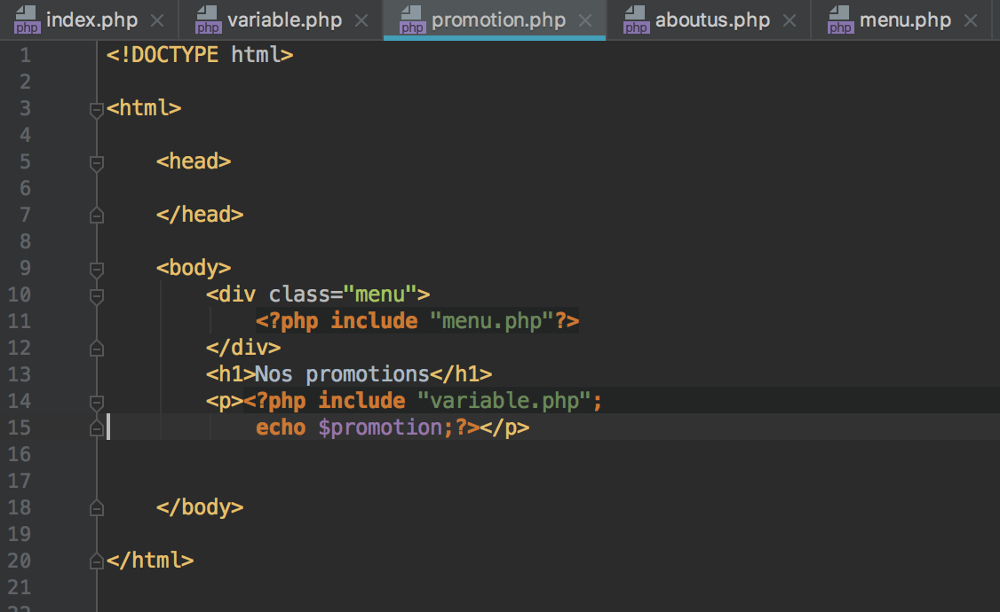 index.php variable.php promotion.php aboutus.php menu.php
php php php php php
1 <!DOCTYPE html>
2
3 <html>
4
5 <head>
6
7 </head>
8
9 <body>
10 <div class="menu">
11 <?php include "menu.php"?>
12 </div>
13 <h1>Nos promotions</h1>
14 <p><?php include "variable.php";
15 echo $promotion;?></p>
16
17
18 </body>
19
20 </html>
21